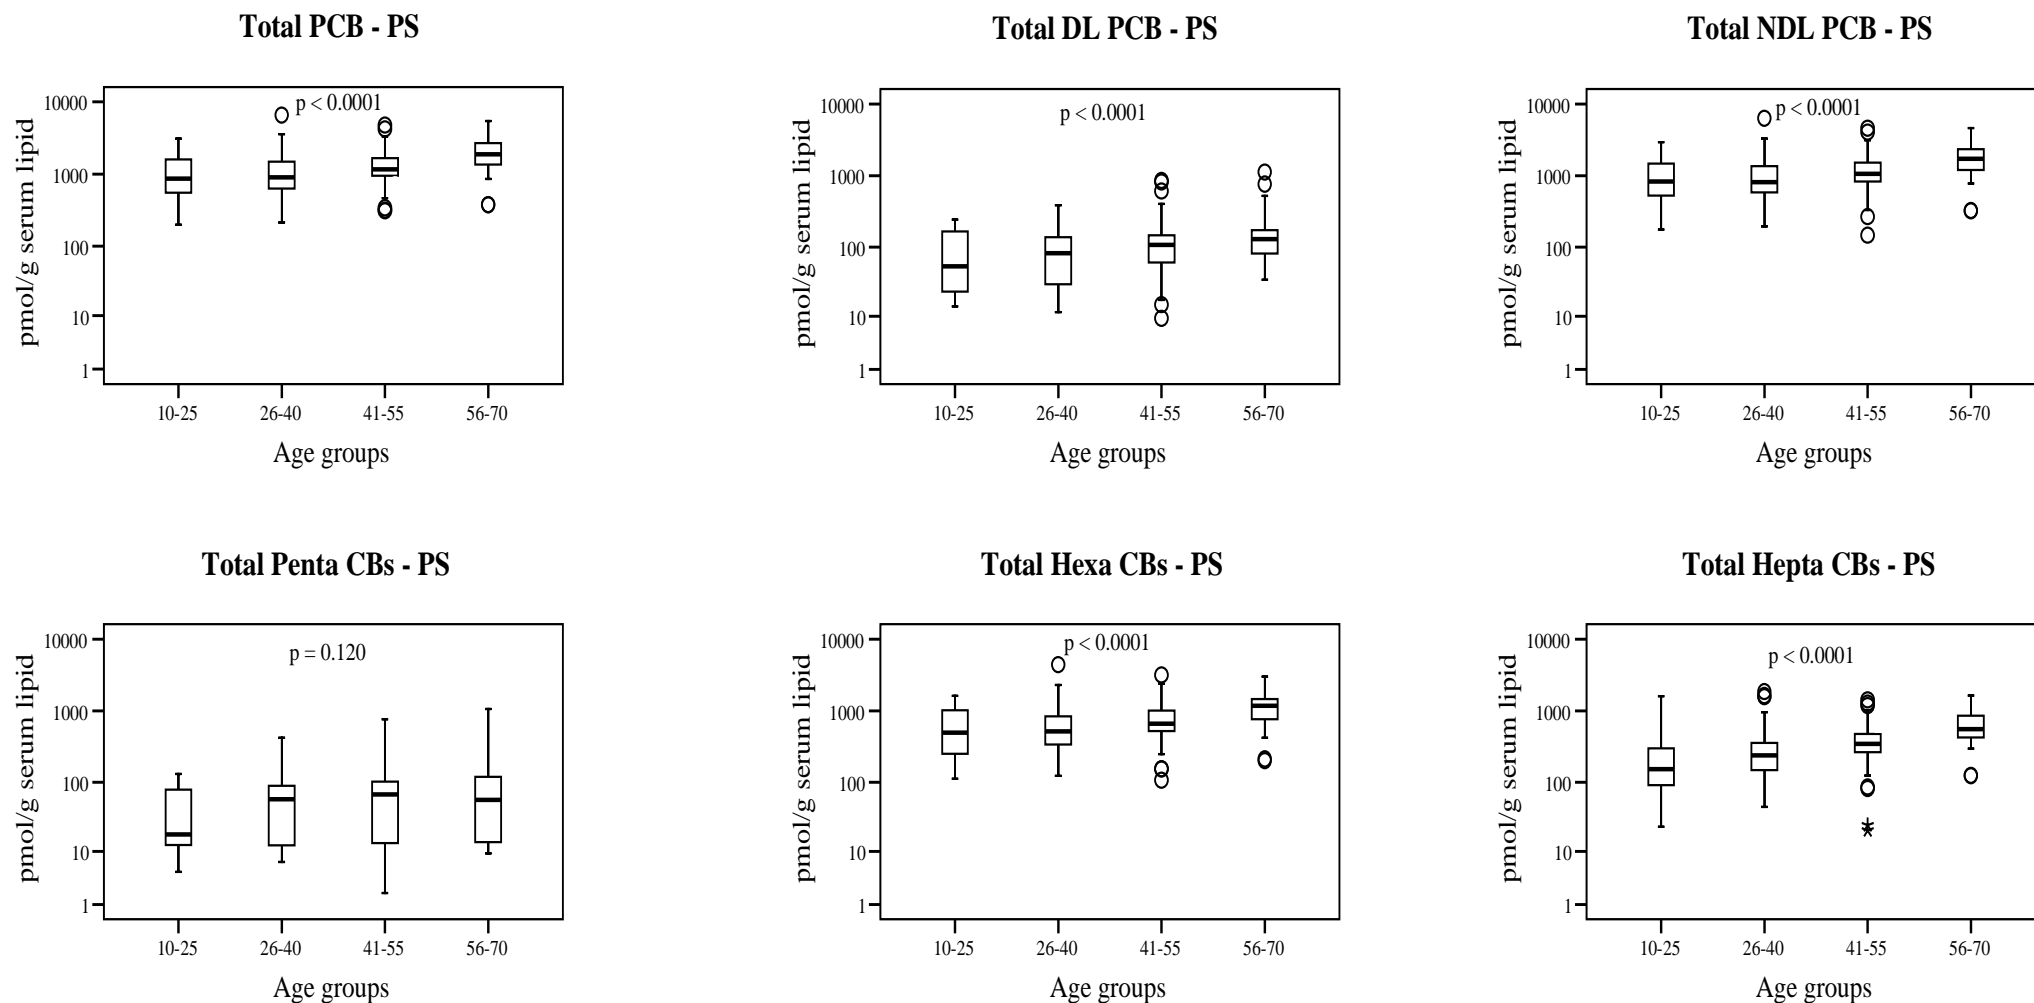 Total PCB - PS
pmol/g serum lipid
10000
1000
100
10
1
p < 0.0001
10-25 26-40 41-55 56-70
Age groups
Total DL PCB - PS
pmol/g serum lipid
10000
1000
100
10
1
p < 0.0001
10-25 26-40 41-55 56-70
Age groups
Total NDL PCB - PS
pmol/g serum lipid
10000
1000
100
10
1
p < 0.0001
10-25 26-40 41-55 56-70
Age groups
Total Penta CBs - PS
pmol/g serum lipid
10000
1000
100
10
1
p = 0.120
10-25 26-40 41-55 56-70
Age groups
Total Hexa CBs - PS
pmol/g serum lipid
10000
1000
100
10
1
p < 0.0001
10-25 26-40 41-55 56-70
Age groups
Total Hepta CBs - PS
pmol/g serum lipid
10000
1000
100
10
1
p < 0.0001
10-25 26-40 41-55 56-70
Age groups